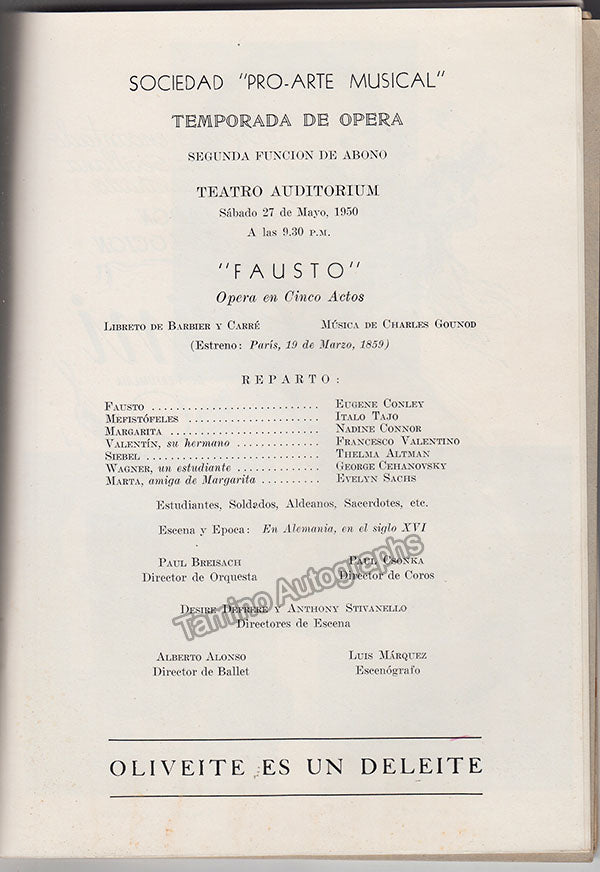 SOCIEDAD "PRO-ARTE MUSICAL"
TEMPORADA DE OPERA
SEGUNDA FUNCION DE ABONO
TEATRO AUDITORIUM
Sábado 27 de Mayo, 1950
A las 9.30 P.M.
"FAUSTO"
Opera en Cinco Actos
LIBRETO DE BARBIER Y CARRÉ MÚSICA DE CHARLES GOUNOD
(Estreno: París, 19 de Marzo, 1859)
REPARTO:
FAUSTO ............................ EUGENE CONLEY
MEFISTÓFELES ...................... ITALO TAJO
MARGARITA ......................... NADINE CONNOR
VALENTÍN, su hermano .............. FRANCESCO VALENTINO
SIEBEL ............................ THELMA ALTMAN
WAGNER, un estudiante ............. GEORGE CEHANOVSKY
MARTA, amiga de Margarita .......... EVELYN SACHS
Estudiantes, Soldados, Aldeanos, Sacerdotes, etc.
Escena y Epoca: En Alemania, en el siglo XVI
PAUL BREISACH PAUL CSONKA
Director de Orquesta Director de Coros
DESIRE DEFRERE Y ANTHONY STIVANELLO
Directores de Escena
Tamino Autographs
ALBERTO ALONSO LUIS MÁRQUEZ
Director de Ballet Escenógrafo
OLIVEITE ES UN DELEITE